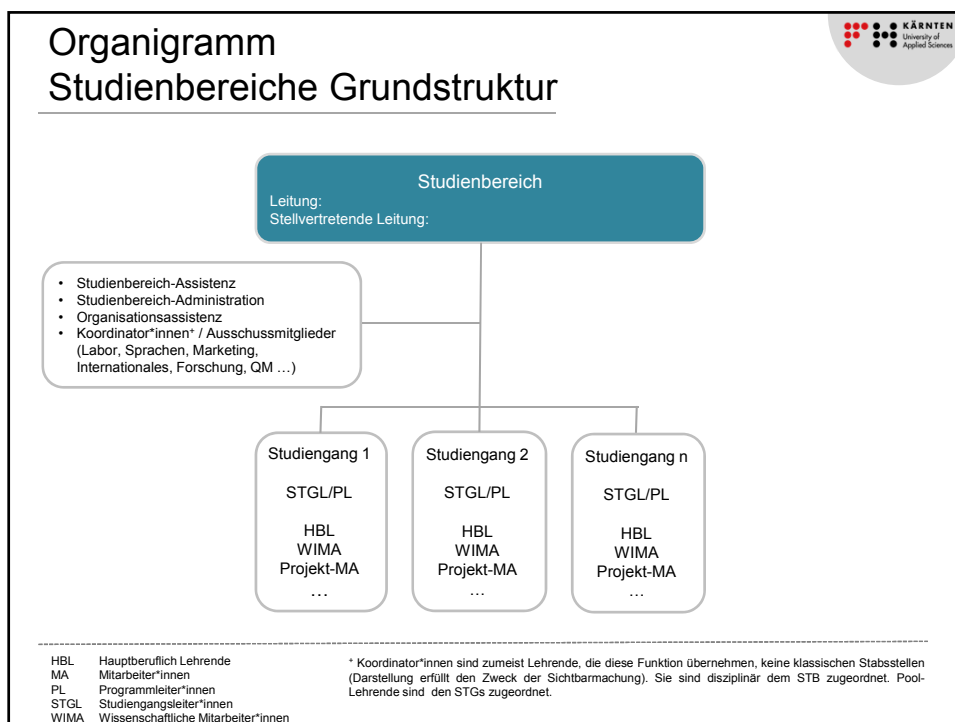 Organigramm
Studienbereiche Grundstruktur
KÄRNTEN
University of
Applied Sciences
Studienbereich
Leitung:
Stellvertretende Leitung:
• Studienbereich-Assistenz
• Studienbereich-Administration
• Organisationsassistenz
• Koordinator*innen⁺ / Ausschussmitglieder
(Labor, Sprachen, Marketing,
Internationales, Forschung, QM …)
Studiengang 1
STGL/PL
HBL
WIMA
Projekt-MA
…
Studiengang 2
STGL/PL
HBL
WIMA
Projekt-MA
…
Studiengang n
STGL/PL
HBL
WIMA
Projekt-MA
…
HBL Hauptberuflich Lehrende
MA Mitarbeiter*innen
PL Programmleiter*innen
STGL Studiengangsleiter*innen
WIMA Wissenschaftliche Mitarbeiter*innen
⁺ Koordinator*innen sind zumeist Lehrende, die diese Funktion übernehmen, keine klassischen Stabsstellen
(Darstellung erfüllt den Zweck der Sichtbarmachung). Sie sind disziplinär dem STB zugeordnet. Pool-
Lehrende sind den STGs zugeordnet.